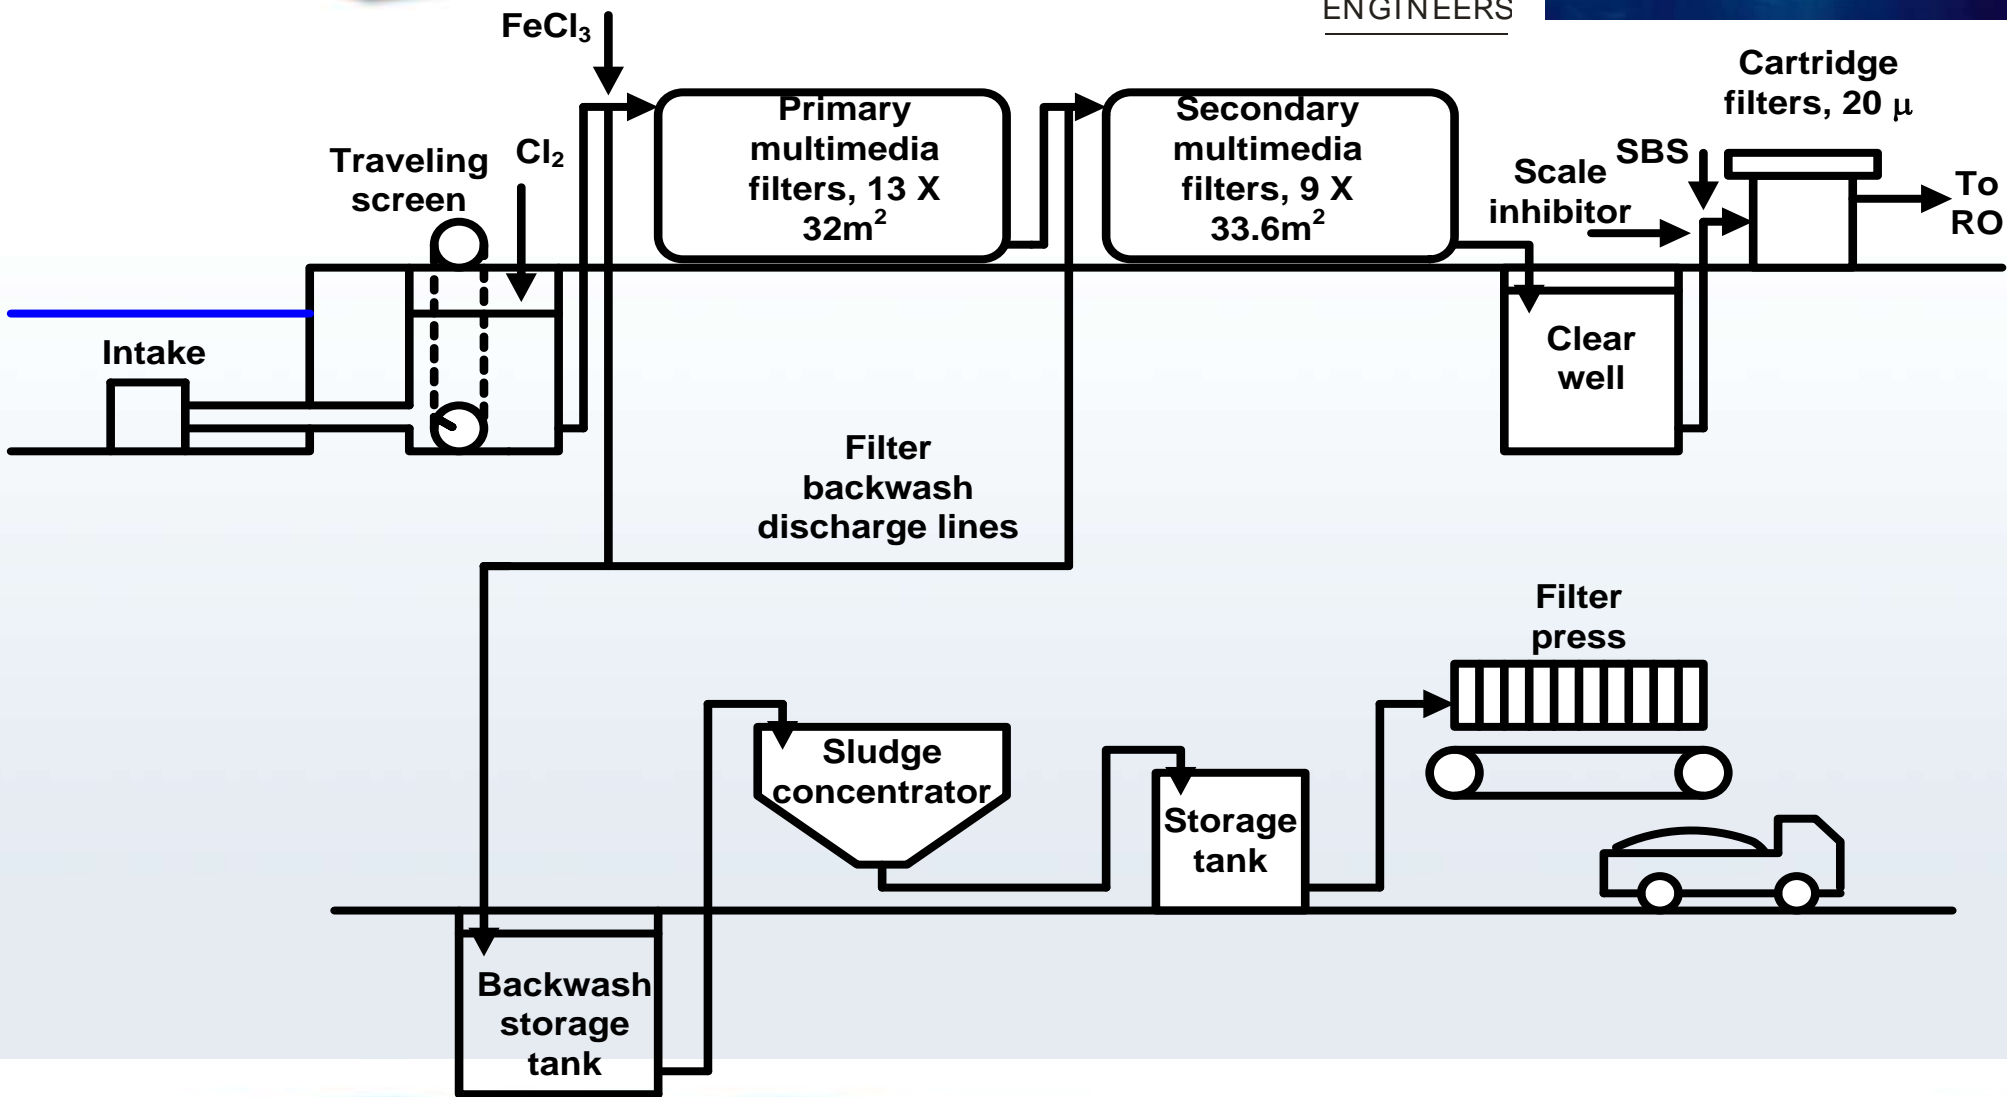 ENGINEERS
FeCl₃
Cartridge
filters, 20 μ
Primary
multimedia
filters, 13 X
32m²
Secondary
multimedia
filters, 9 X
33.6m²
Traveling
screen
Cl₂
SBS
Scale
inhibitor
To
RO
Intake
Clear
well
Filter
backwash
discharge lines
Filter
press
Sludge
concentrator
Storage
tank
Backwash
storage
tank